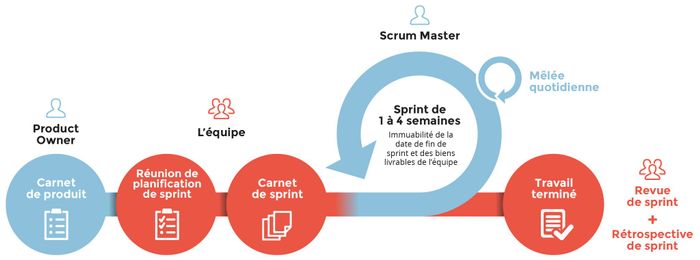 Scrum Master
Mêlée
quotidienne
Product
Owner
L'équipe
Sprint de
1 à 4 semaines
Immuabilité de la
date de fin de
sprint et des biens
livrables de l'équipe
Carnet
de produit
Réunion de
planification
de sprint
Carnet
de sprint
Travail
terminé
Revue
de sprint
+
Rétrospective
de sprint